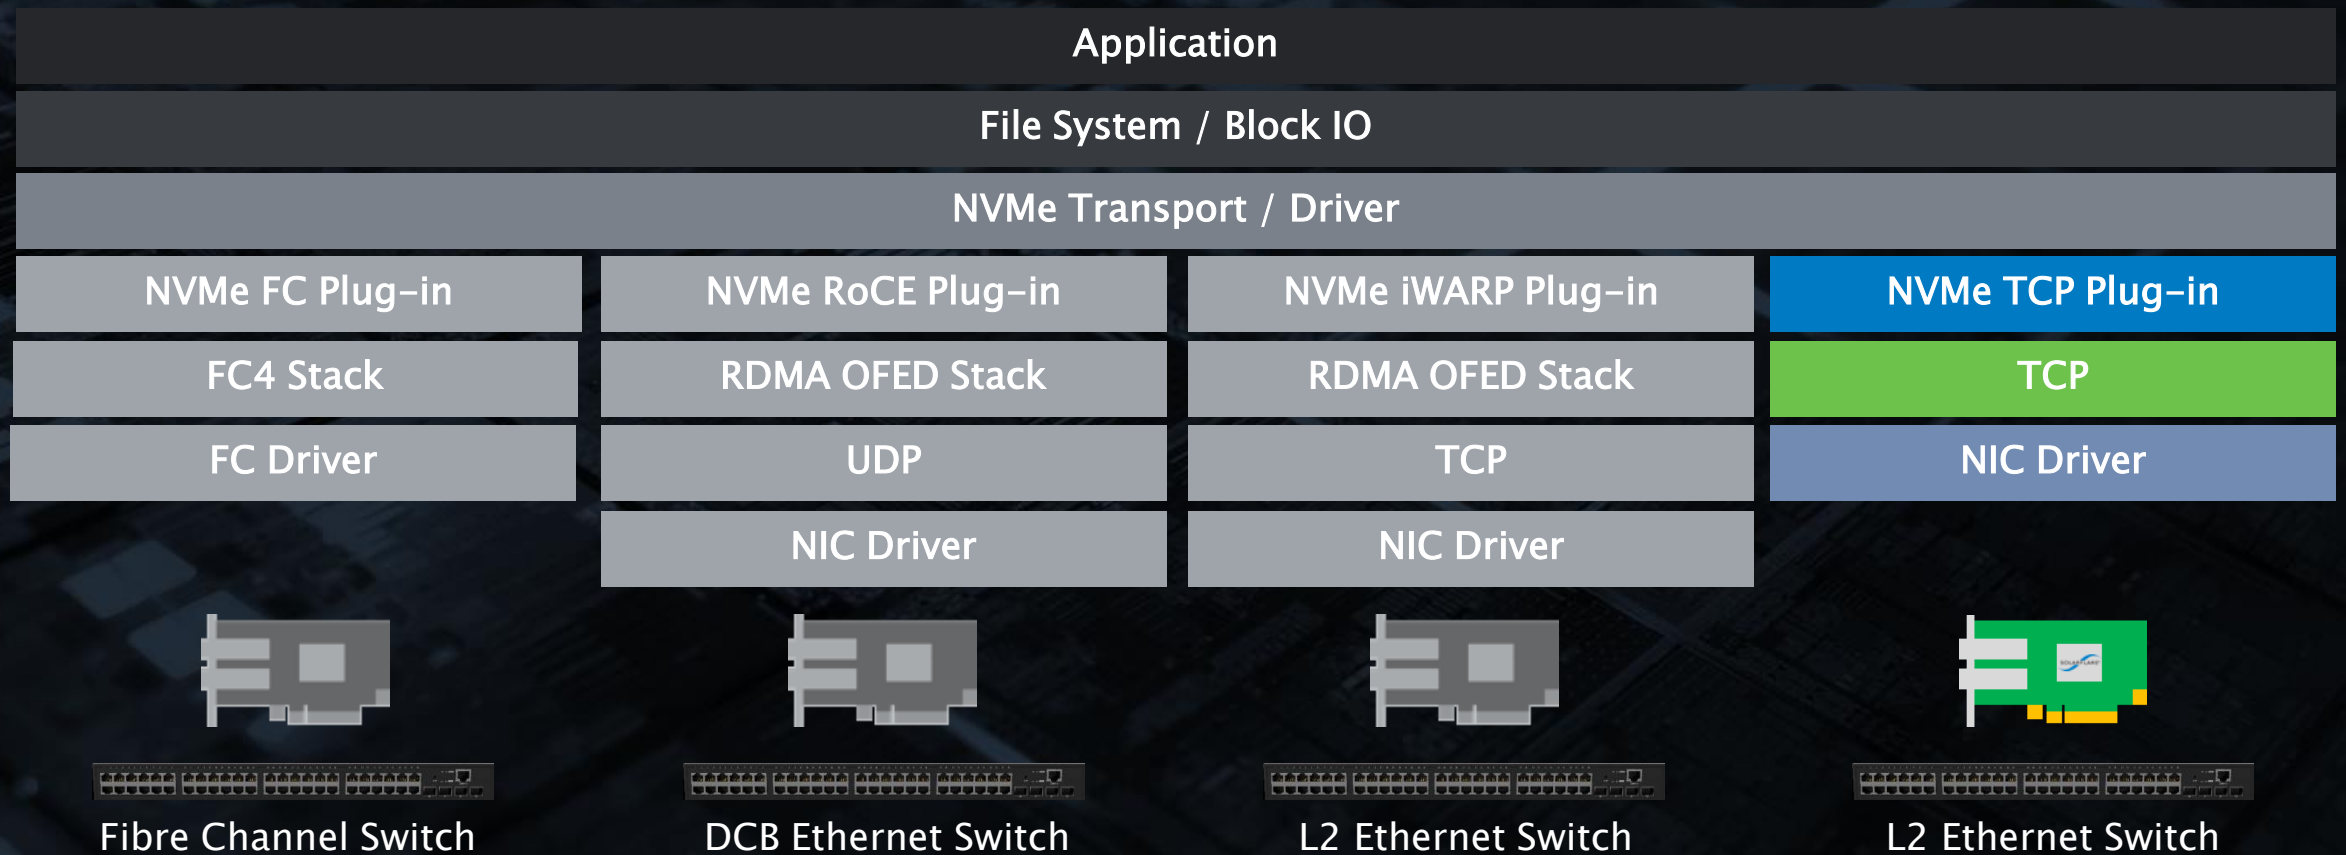 Application
File System / Block IO
NVMe Transport / Driver
NVMe FC Plug-in
NVMe RoCE Plug-in
NVMe iWARP Plug-in
NVMe TCP Plug-in
FC4 Stack
RDMA OFED Stack
RDMA OFED Stack
TCP
FC Driver
UDP
TCP
NIC Driver
NIC Driver
NIC Driver
SOLARFLARE
Fibre Channel Switch
DCB Ethernet Switch
L2 Ethernet Switch
L2 Ethernet Switch